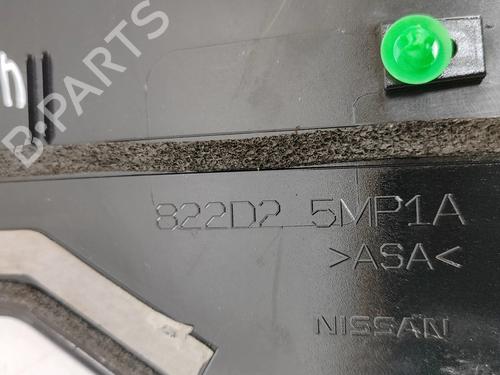 B-PARTS
822D2 5MP1A
>ASA<
NISSAN